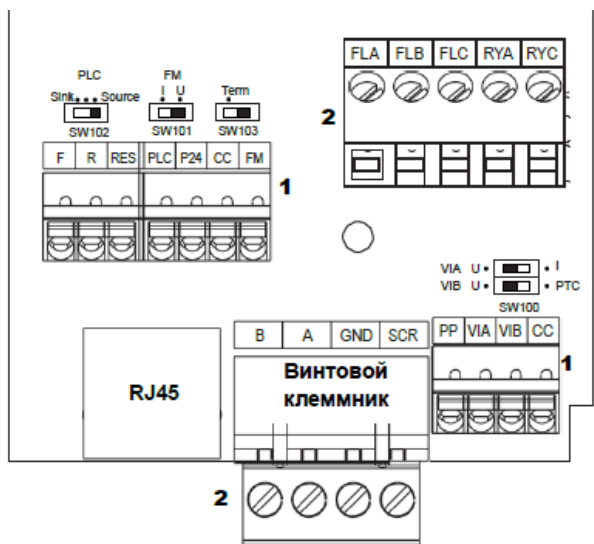 PLC FM Term
Sink Source I U
SW102 SW101 SW103
F R RES PLC P24 CC FM
1
FLA FLB FLC RYA RYC
2
VIA U I
VIB U PTC
SW100
PP VIA VIB CC
1
RJ45
B A GND SCR
Винтовой
клеммник
2